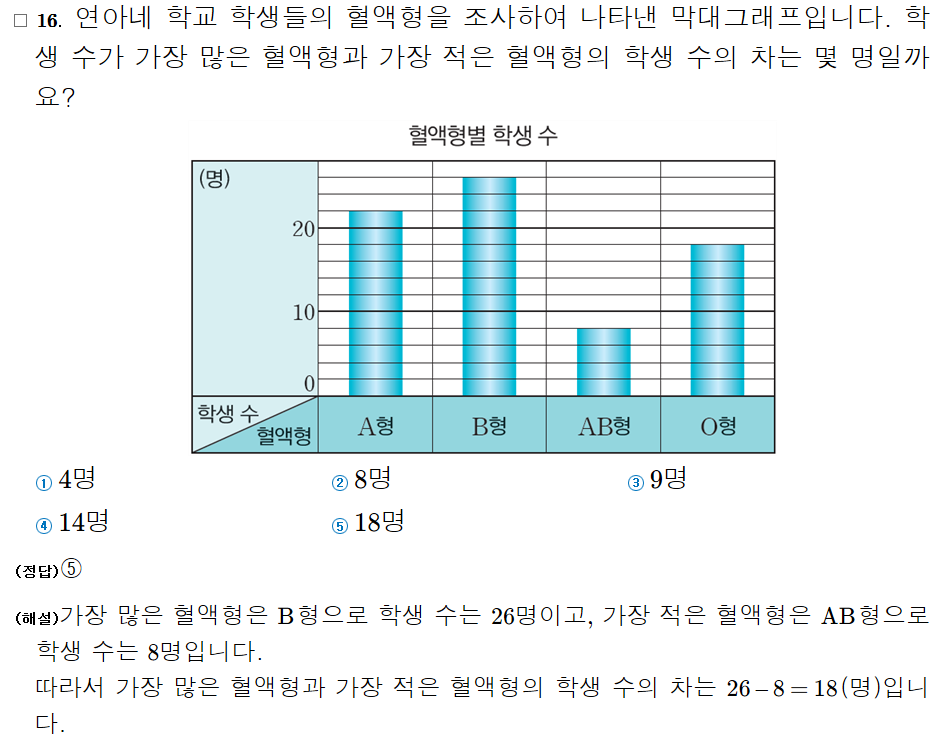 □ 16. 연아네 학교 학생들의 혈액형을 조사하여 나타낸 막대그래프입니다. 학
생 수가 가장 많은 혈액형과 가장 적은 혈액형의 학생 수의 차는 몇 명일까
요?
혈액형별 학생 수
(명)
20
10
0
학생 수
혈액형
A형 B형 AB형 O형
① 4명 ② 8명 ③ 9명
④ 14명 ⑤ 18명
(정답)⑤
(해설)가장 많은 혈액형은 B형으로 학생 수는 26명이고, 가장 적은 혈액형은 AB형으로
학생 수는 8명입니다.
따라서 가장 많은 혈액형과 가장 적은 혈액형의 학생 수의 차는 26-8=18(명)입니
다.